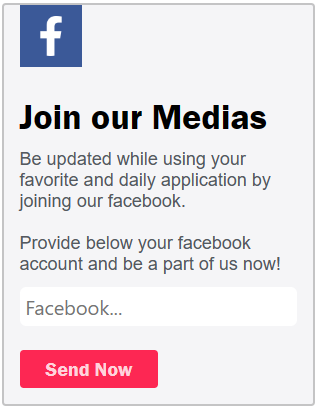 Join our Medias
Be updated while using your
favorite and daily application by
joining our facebook.
Provide below your facebook
account and be a part of us now!
Facebook...
Send Now